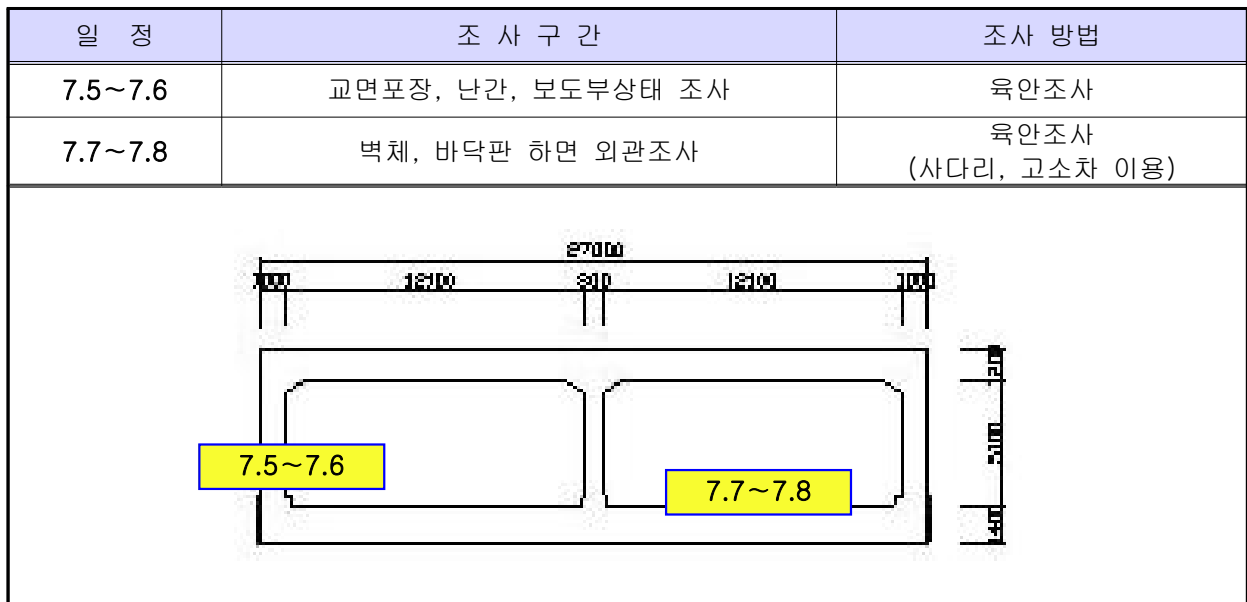 일 정 조 사 구 간 조사 방법
7.5~7.6 교면포장, 난간, 보도부상태 조사 육안조사
7.7~7.8 벽체, 바닥판 하면 외관조사 육안조사
(사다리, 고소차 이용)
27000
7.5~7.6
7.7~7.8